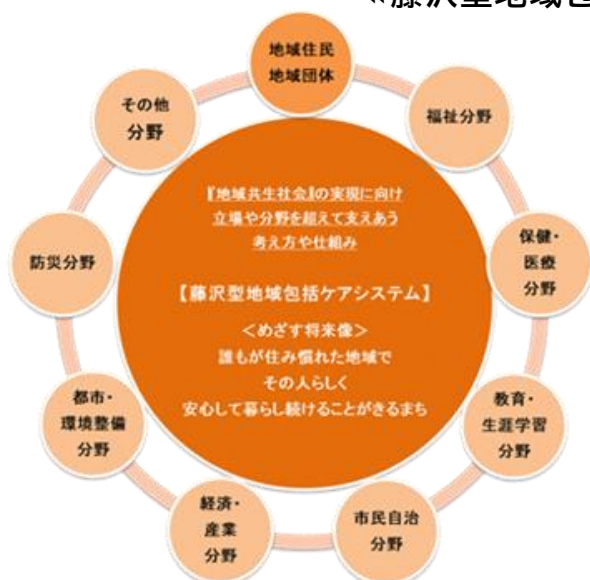 «藤沢型地域包
地域住民
地域団体
福祉分野
保健・
医療
分野
教育・
生涯学習
分野
市民自治
分野
経済・
産業
分野
都市・
環境整備
分野
防災分野
その他
分野
『地域共生社会』の実現に向け
立場や分野を超えて支えあう
考え方や仕組み
【藤沢型地域包括ケアシステム】
＜めざす将来像＞
誰もが住み慣れた地域で
その人らしく
安心して暮らし続けることがきるまち